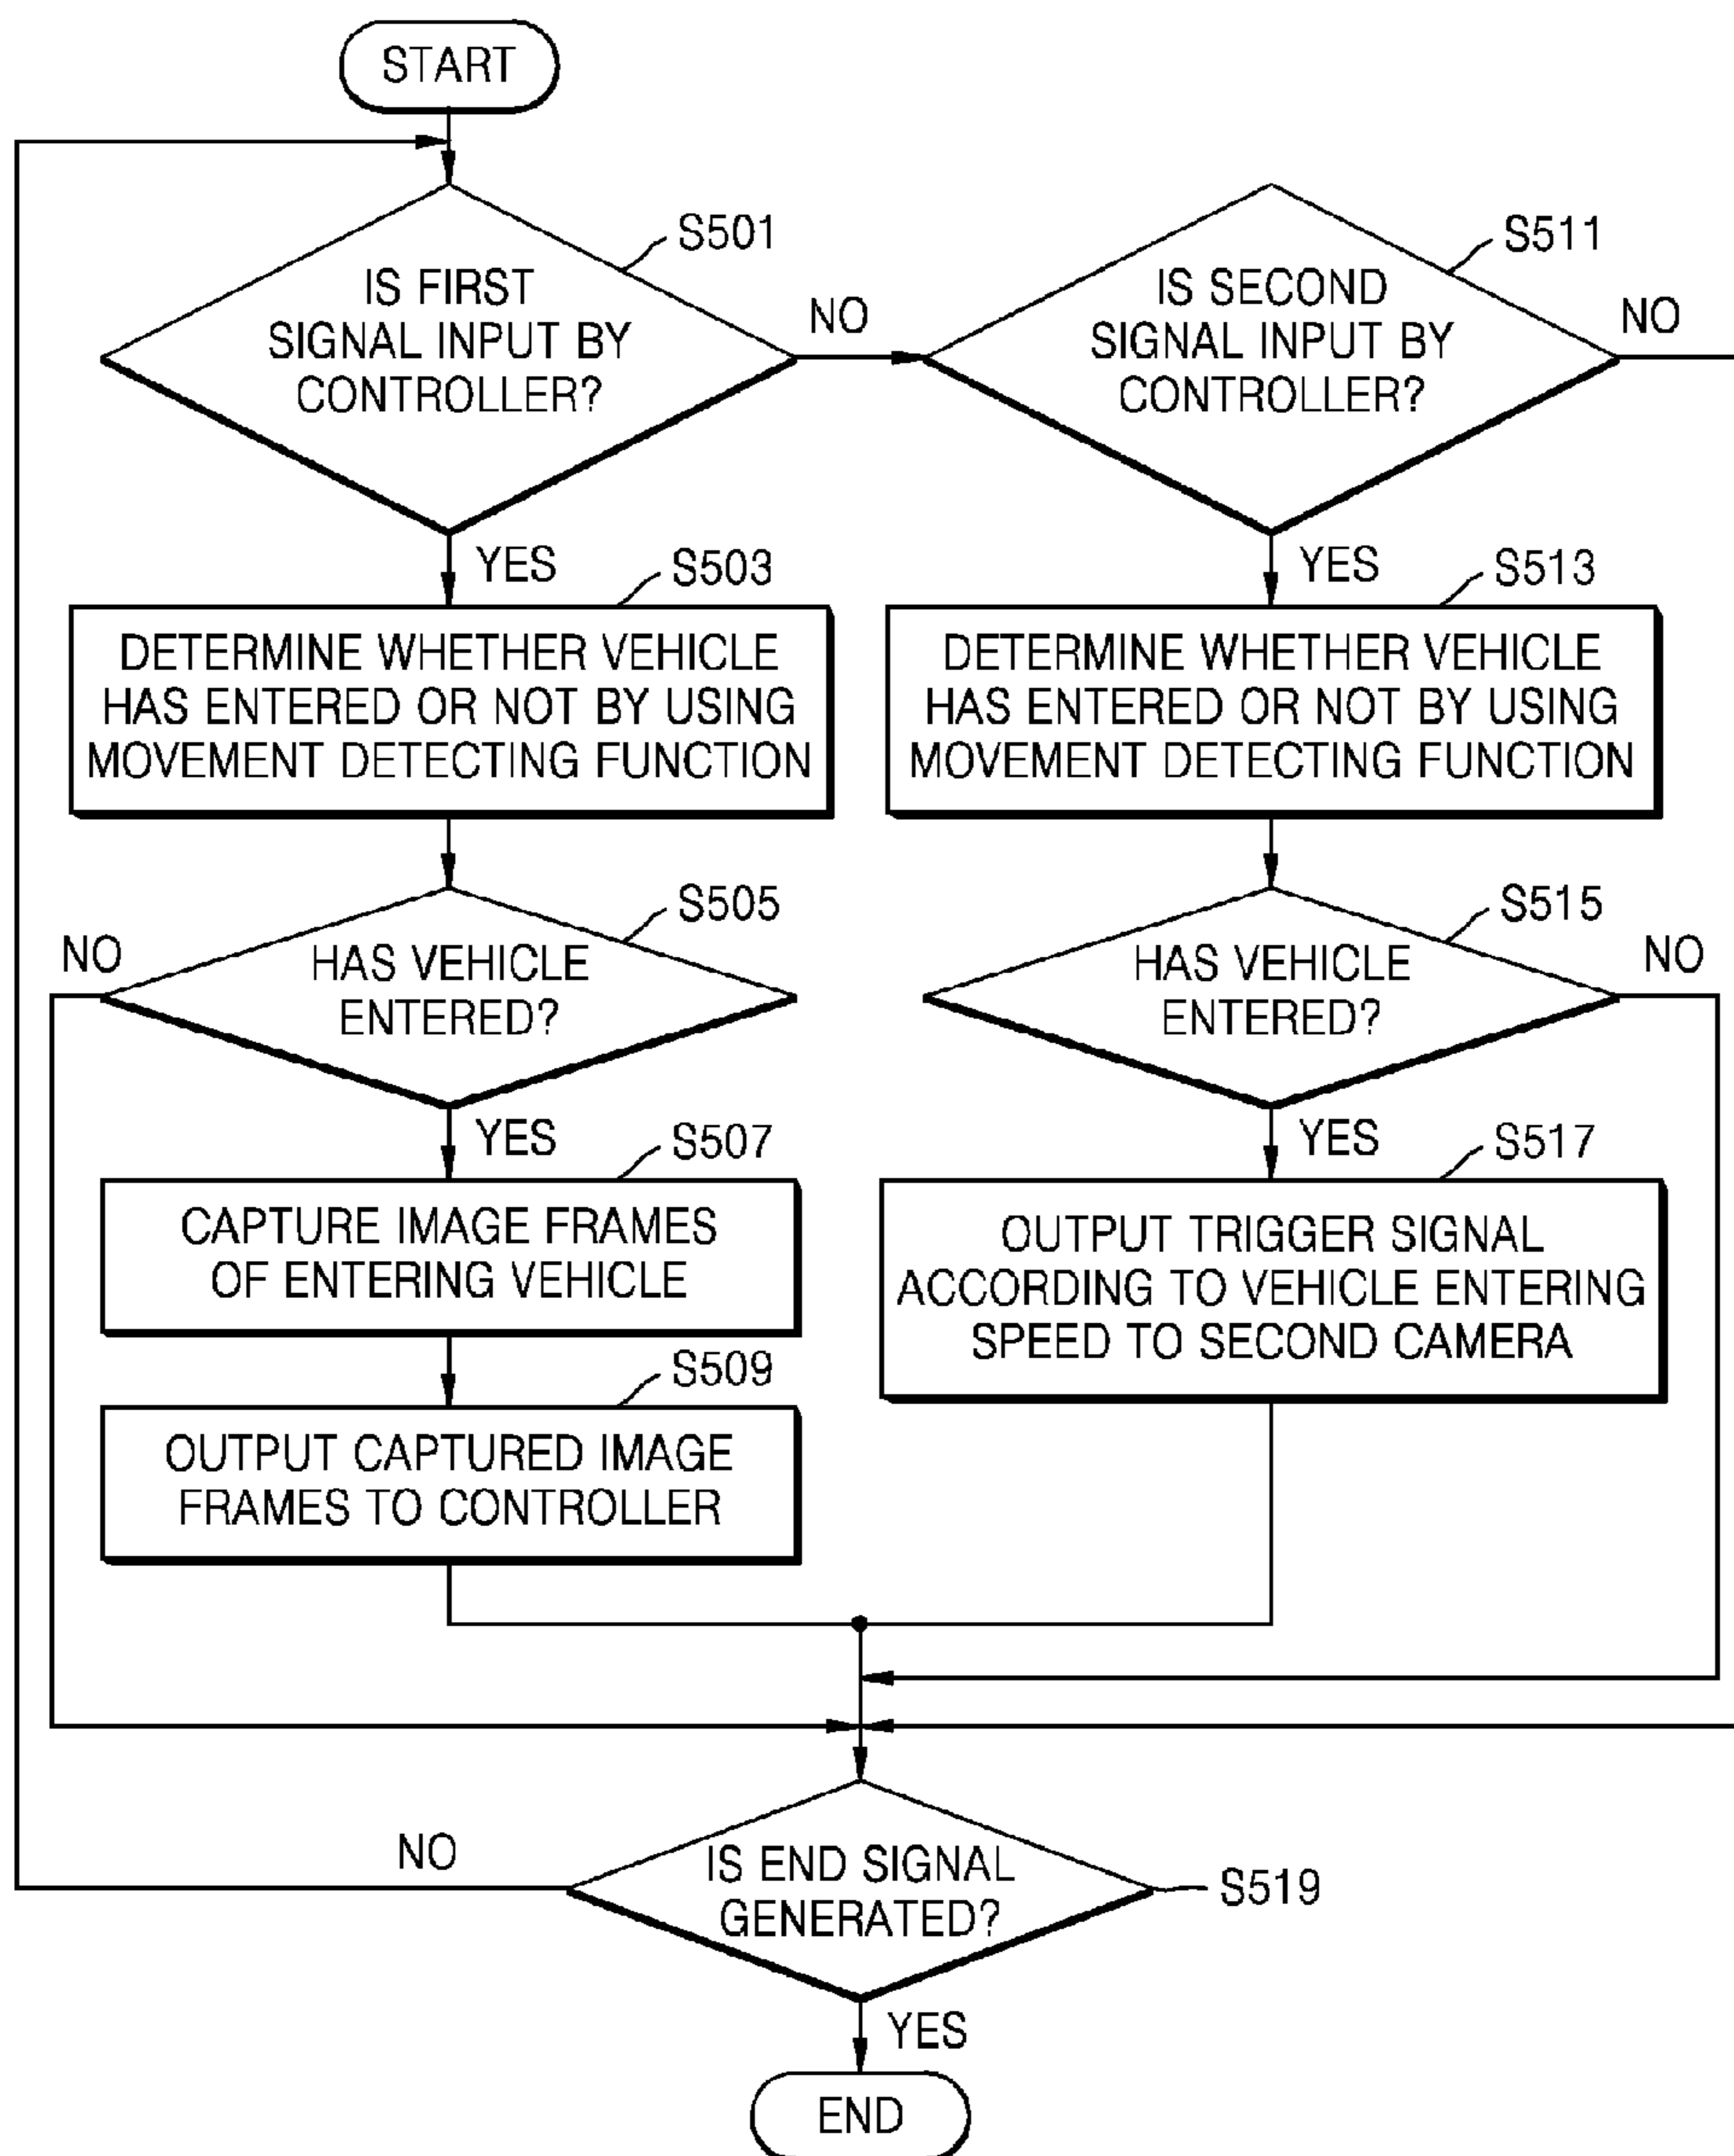 START
S501
IS FIRST
SIGNAL INPUT BY
CONTROLLER?
NO
S511
IS SECOND
SIGNAL INPUT BY
CONTROLLER?
NO
YES
S503
DETERMINE WHETHER VEHICLE
HAS ENTERED OR NOT BY USING
MOVEMENT DETECTING FUNCTION
YES
S513
DETERMINE WHETHER VEHICLE
HAS ENTERED OR NOT BY USING
MOVEMENT DETECTING FUNCTION
S505
NO
HAS VEHICLE
ENTERED?
S515
HAS VEHICLE
ENTERED?
NO
YES
S507
CAPTURE IMAGE FRAMES
OF ENTERING VEHICLE
YES
S517
OUTPUT TRIGGER SIGNAL
ACCORDING TO VEHICLE ENTERING
SPEED TO SECOND CAMERA
S509
OUTPUT CAPTURED IMAGE
FRAMES TO CONTROLLER
NO
IS END SIGNAL
GENERATED?
S519
YES
END